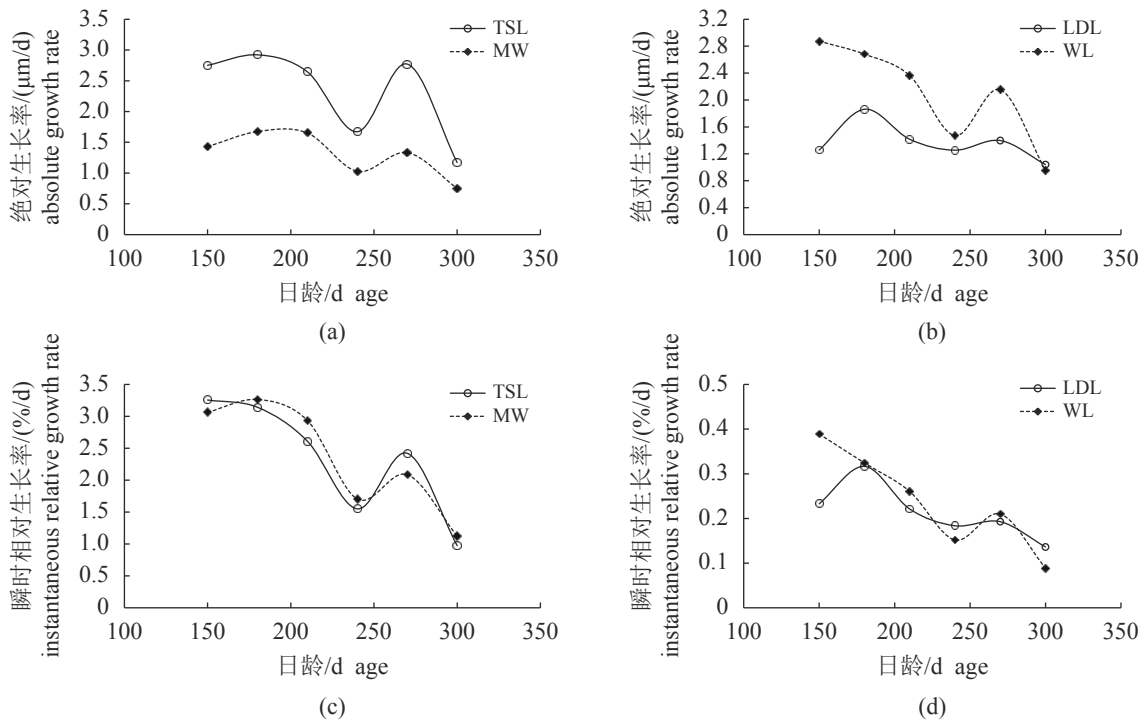 3.5
3.0
2.5
2.0
1.5
1.0
0.5
0
100 150 200 250 300 350
绝对生长率/(μm/d)
absolute growth rate
日龄/d age
TSL
MW
(a)
2.8
2.4
2.0
1.6
1.2
0.8
0.4
0
3.2
100 150 200 250 300 350
绝对生长率/(μm/d)
absolute growth rate
日龄/d age
LDL
WL
(b)
3.5
3.0
2.5
2.0
1.5
1.0
0.5
0
100 150 200 250 300 350
瞬时相对生长率/(%/d)
instantaneous relative growth rate
日龄/d age
TSL
MW
(c)
0.5
0.4
0.3
0.2
0.1
0
100 150 200 250 300 350
瞬时相对生长率/(%/d)
instantaneous relative growth rate
日龄/d age
LDL
WL
(d)